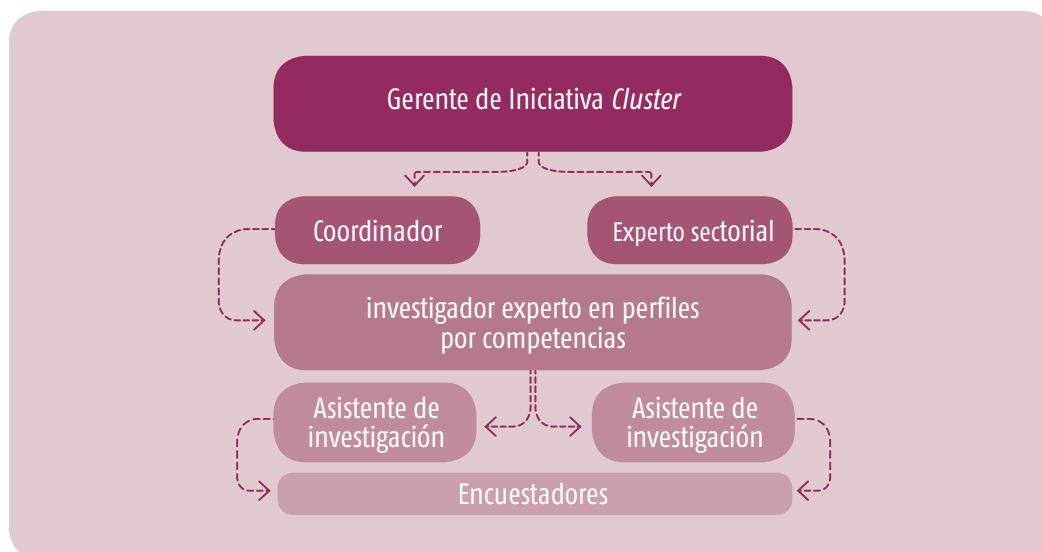 Gerente de Iniciativa Cluster
Coordinador
Experto sectorial
investigador experto en perfiles
por competencias
Asistente de
investigación
Asistente de
investigación
Encuestadores